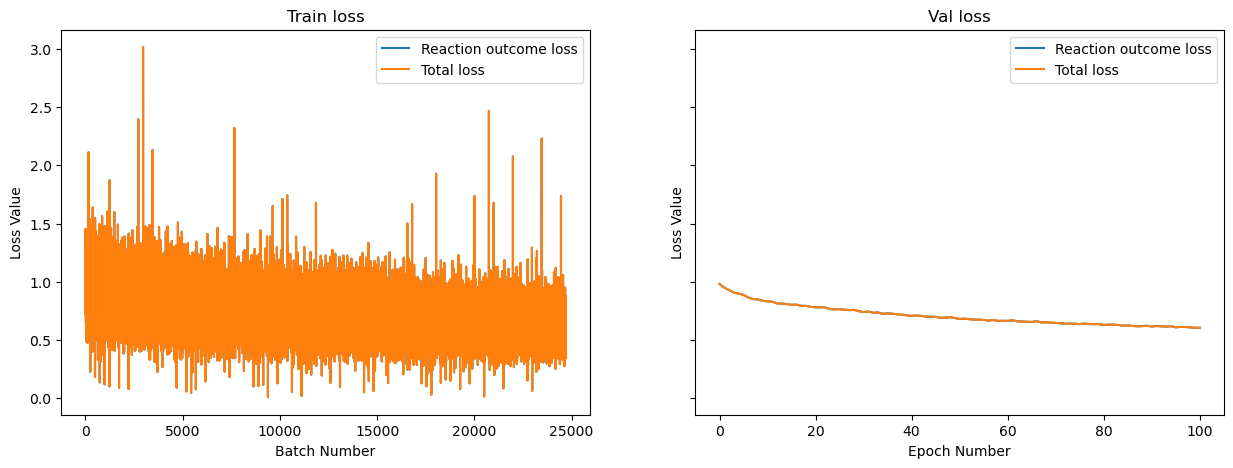 Train loss
Reaction outcome loss
Total loss
3.0
2.5
2.0
1.5
1.0
0.5
0.0
Loss Value
0 5000 10000 15000 20000 25000
Batch Number
Val loss
Reaction outcome loss
Total loss
Loss Value
0 20 40 60 80 100
Epoch Number